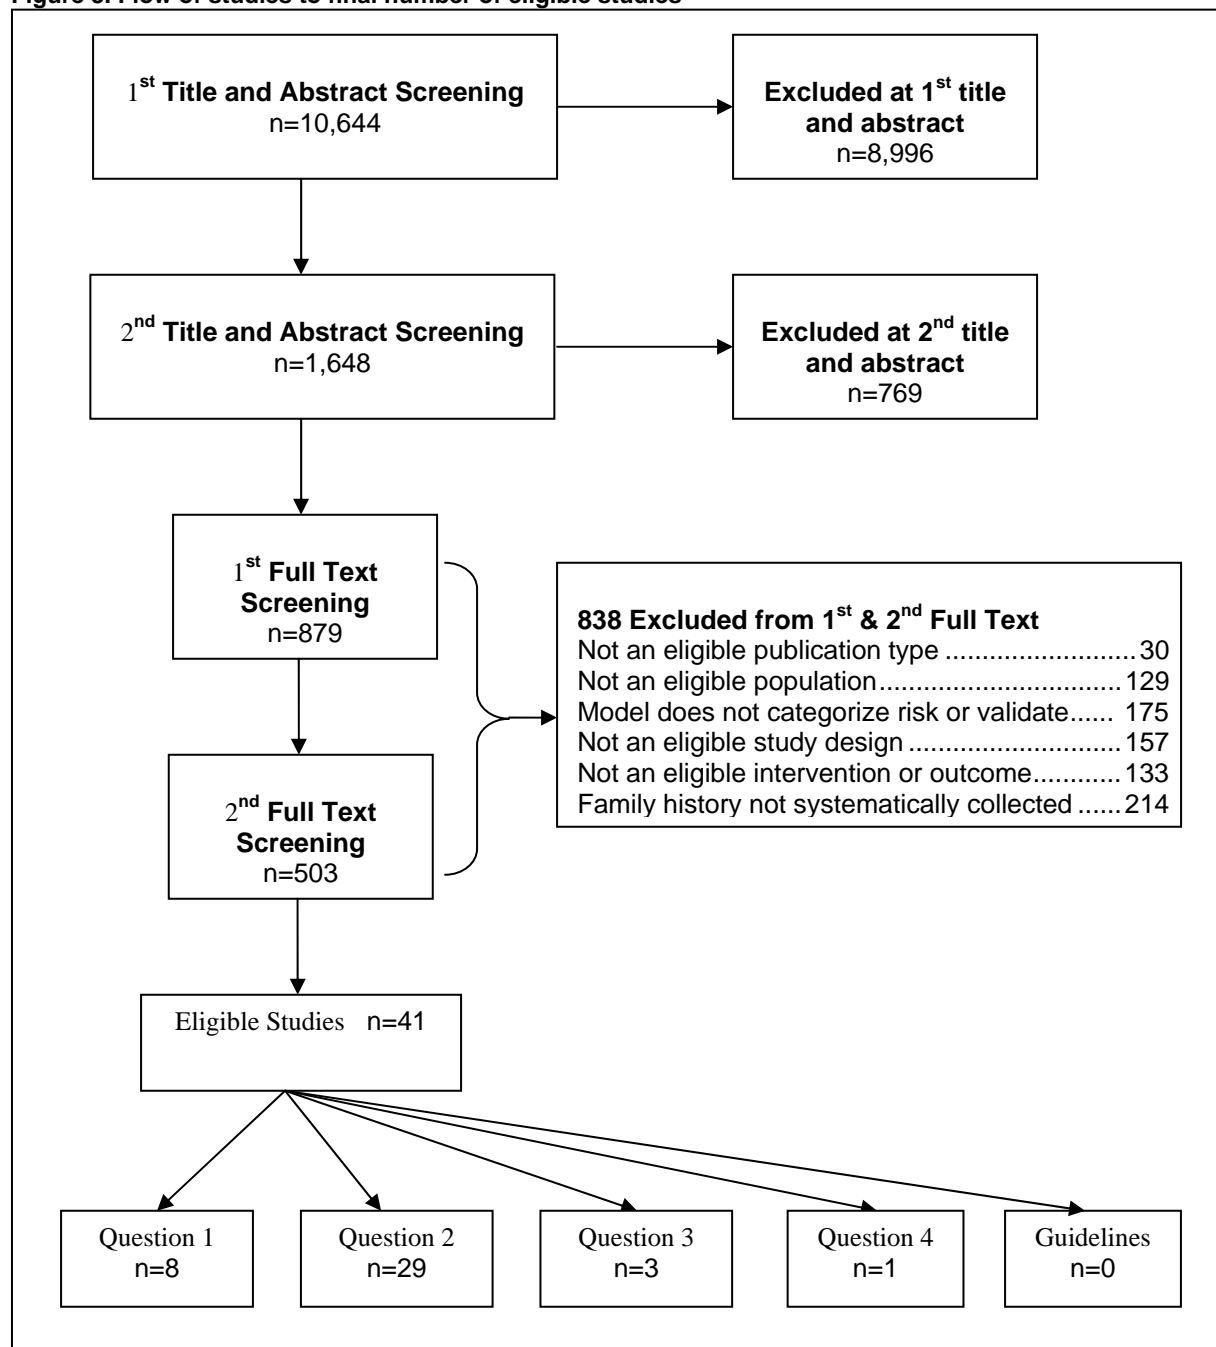 Figure 3. Flow of studies to final number of eligible studies
1st Title and Abstract Screening
n=10,644
Excluded at 1st title
and abstract
n=8,996
2nd Title and Abstract Screening
n=1,648
Excluded at 2nd title
and abstract
n=769
1st Full Text
Screening
n=879
838 Excluded from 1st & 2nd Full Text
Not an eligible publication type ..........................30
Not an eligible population.................................129
Model does not categorize risk or validate...... 175
Not an eligible study design .............................157
Not an eligible intervention or outcome............133
Family history not systematically collected ......214
2nd Full Text
Screening
n=503
Eligible Studies n=41
Question 1
n=8
Question 2
n=29
Question 3
n=3
Question 4
n=1
Guidelines
n=0